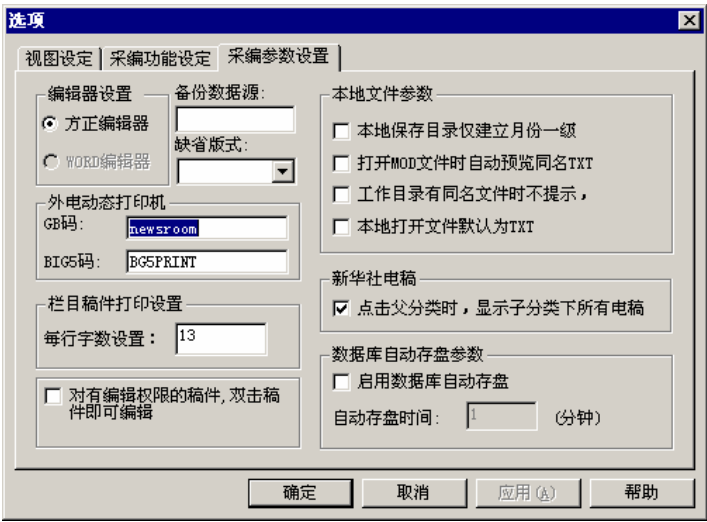 选项
视图设定
采编功能设定
采编参数设置
编辑器设置
方正编辑器
WORD编辑器
备份数据源:
缺省版式:
外电动态打印机
GB码:
newsroom
BIG5码:
BG5PRINT
栏目稿件打印设置
每行字数设置：
13
对有编辑权限的稿件,双击稿
件即可编辑
本地文件参数
本地保存目录仅建立月份一级
打开MOD文件时自动预览同名TXT
工作目录有同名文件时不提示，
本地打开文件默认为TXT
新华社电稿
点击父分类时，显示子分类下所有电稿
数据库自动存盘参数
启用数据库自动存盘
自动存盘时间:
1
(分钟)
确定
取消
应用(A)
帮助